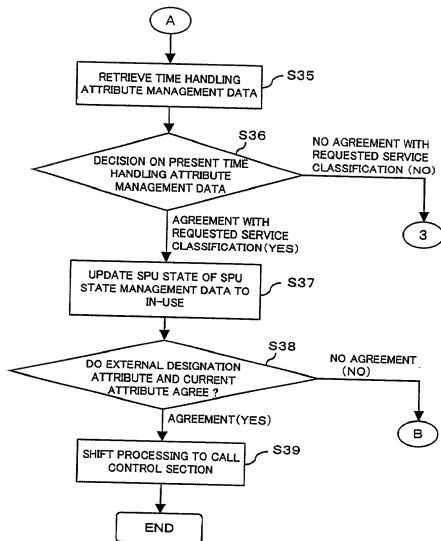 A
RETRIEVE TIME HANDLING
ATTRIBUTE MANAGEMENT DATA
S35
S36
DECISION ON PRESENT TIME
HANDLING ATTRIBUTE
MANAGEMENT DATA
NO AGREEMENT WITH
REQUESTED SERVICE
CLASSIFICATION (NO)
3
AGREEMENT WITH
REQUESTED SERVICE
CLASSIFICATION(YES)
UPDATE SPU STATE OF SPU
STATE MANAGEMENT DATA TO
IN-USE
S37
S38
DO EXTERNAL DESIGNATION
ATTRIBUTE AND CURRENT
ATTRIBUTE AGREE ?
NO AGREEMENT
(NO)
B
AGREEMENT(YES)
SHIFT PROCESSING TO CALL
CONTROL SECTION
S39
END